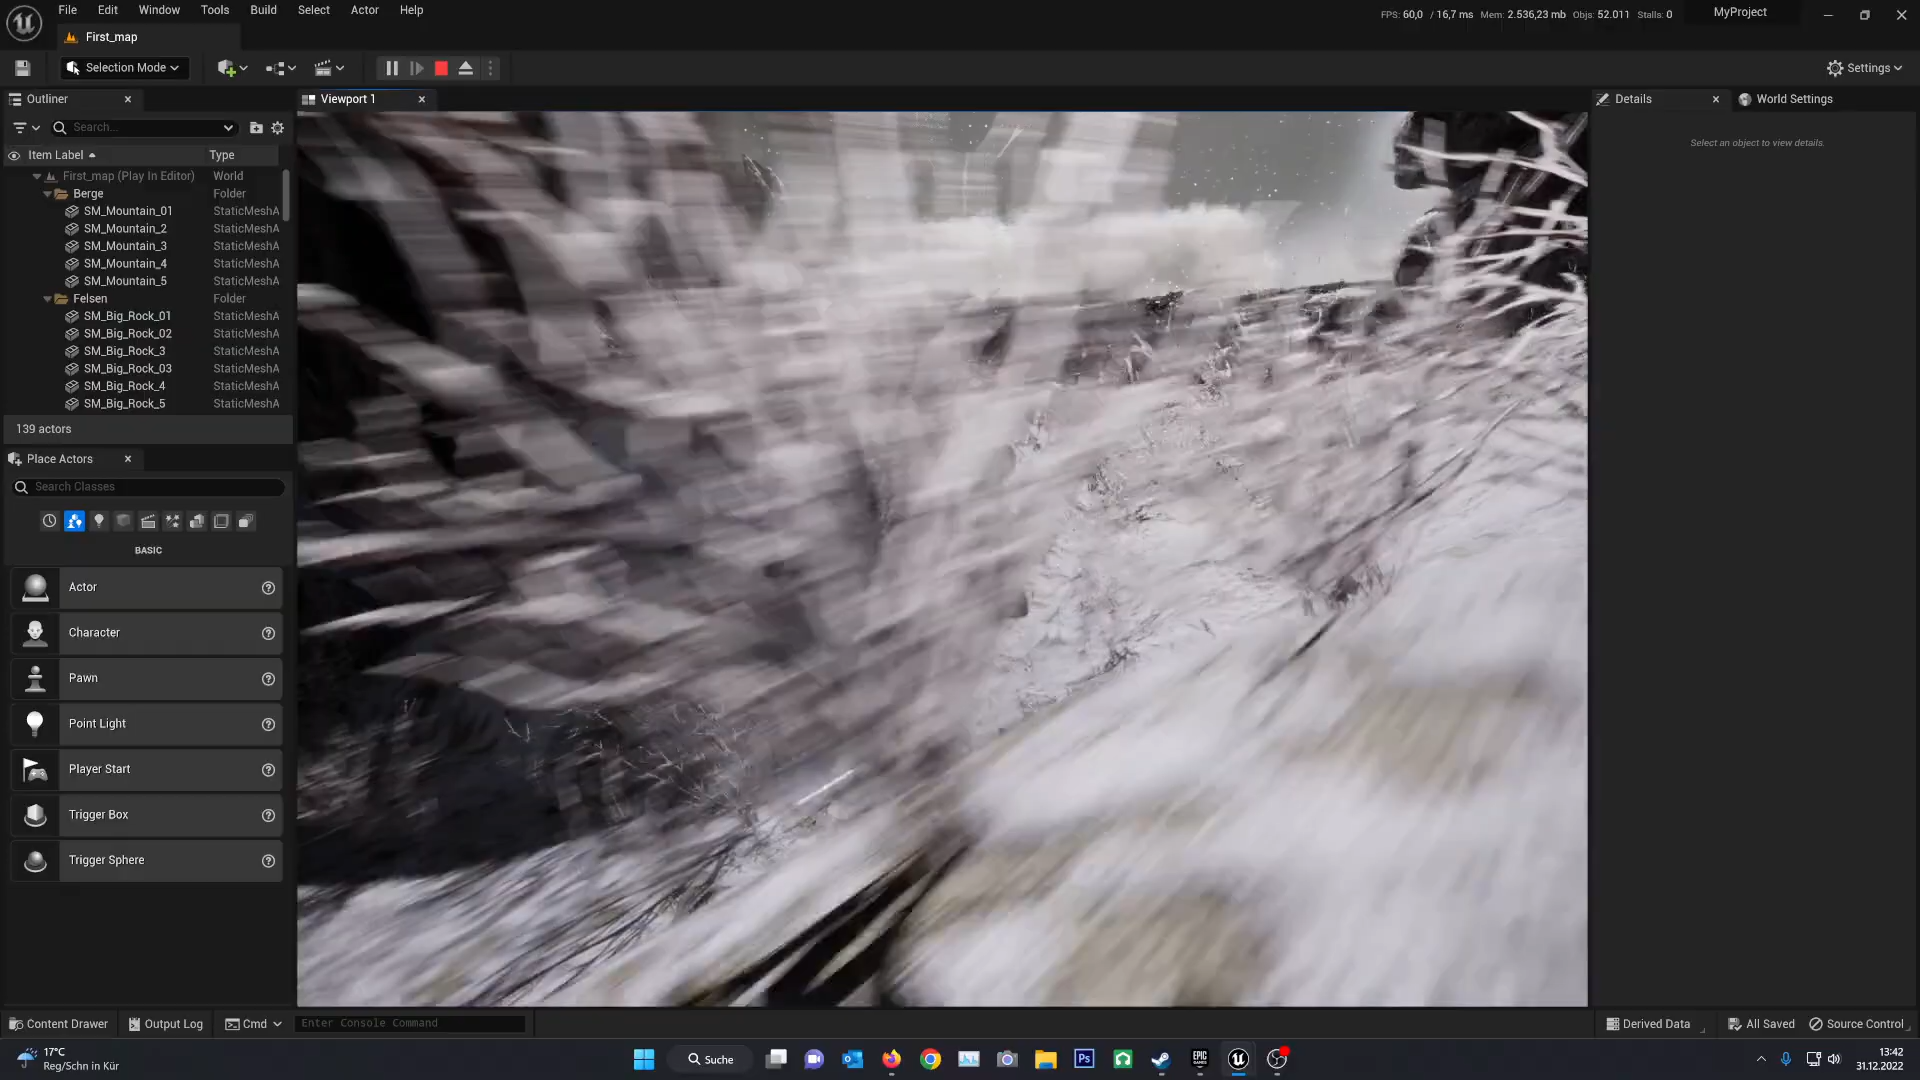 File Edit Window Tools Build Select Actor Help
FPS: 60,0 / 16,7 ms Mem: 2.536,23 mb Objs: 52.011 Stalls: 0
MyProject
First_map
Selection Mode
Settings
Outliner
Viewport 1
Details
World Settings
Search...
Select an object to view details.
Item Label Type
First_map (Play In Editor) World
Berge Folder
SM_Mountain_01 StaticMeshA
SM_Mountain_2 StaticMeshA
SM_Mountain_3 StaticMeshA
SM_Mountain_4 StaticMeshA
SM_Mountain_5 StaticMeshA
Felsen Folder
SM_Big_Rock_01 StaticMeshA
SM_Big_Rock_02 StaticMeshA
SM_Big_Rock_3 StaticMeshA
SM_Big_Rock_03 StaticMeshA
SM_Big_Rock_4 StaticMeshA
SM_Big_Rock_5 StaticMeshA
139 actors
Place Actors
Search Classes
BASIC
Actor
Character
Pawn
Point Light
Player Start
Trigger Box
Trigger Sphere
Content Drawer Output Log Cmd Enter Console Command
Derived Data All Saved Source Control
17°C
Reg/Schn in Kür
Suche
Ps
EPIC
GAMES
13:42
31.12.2022